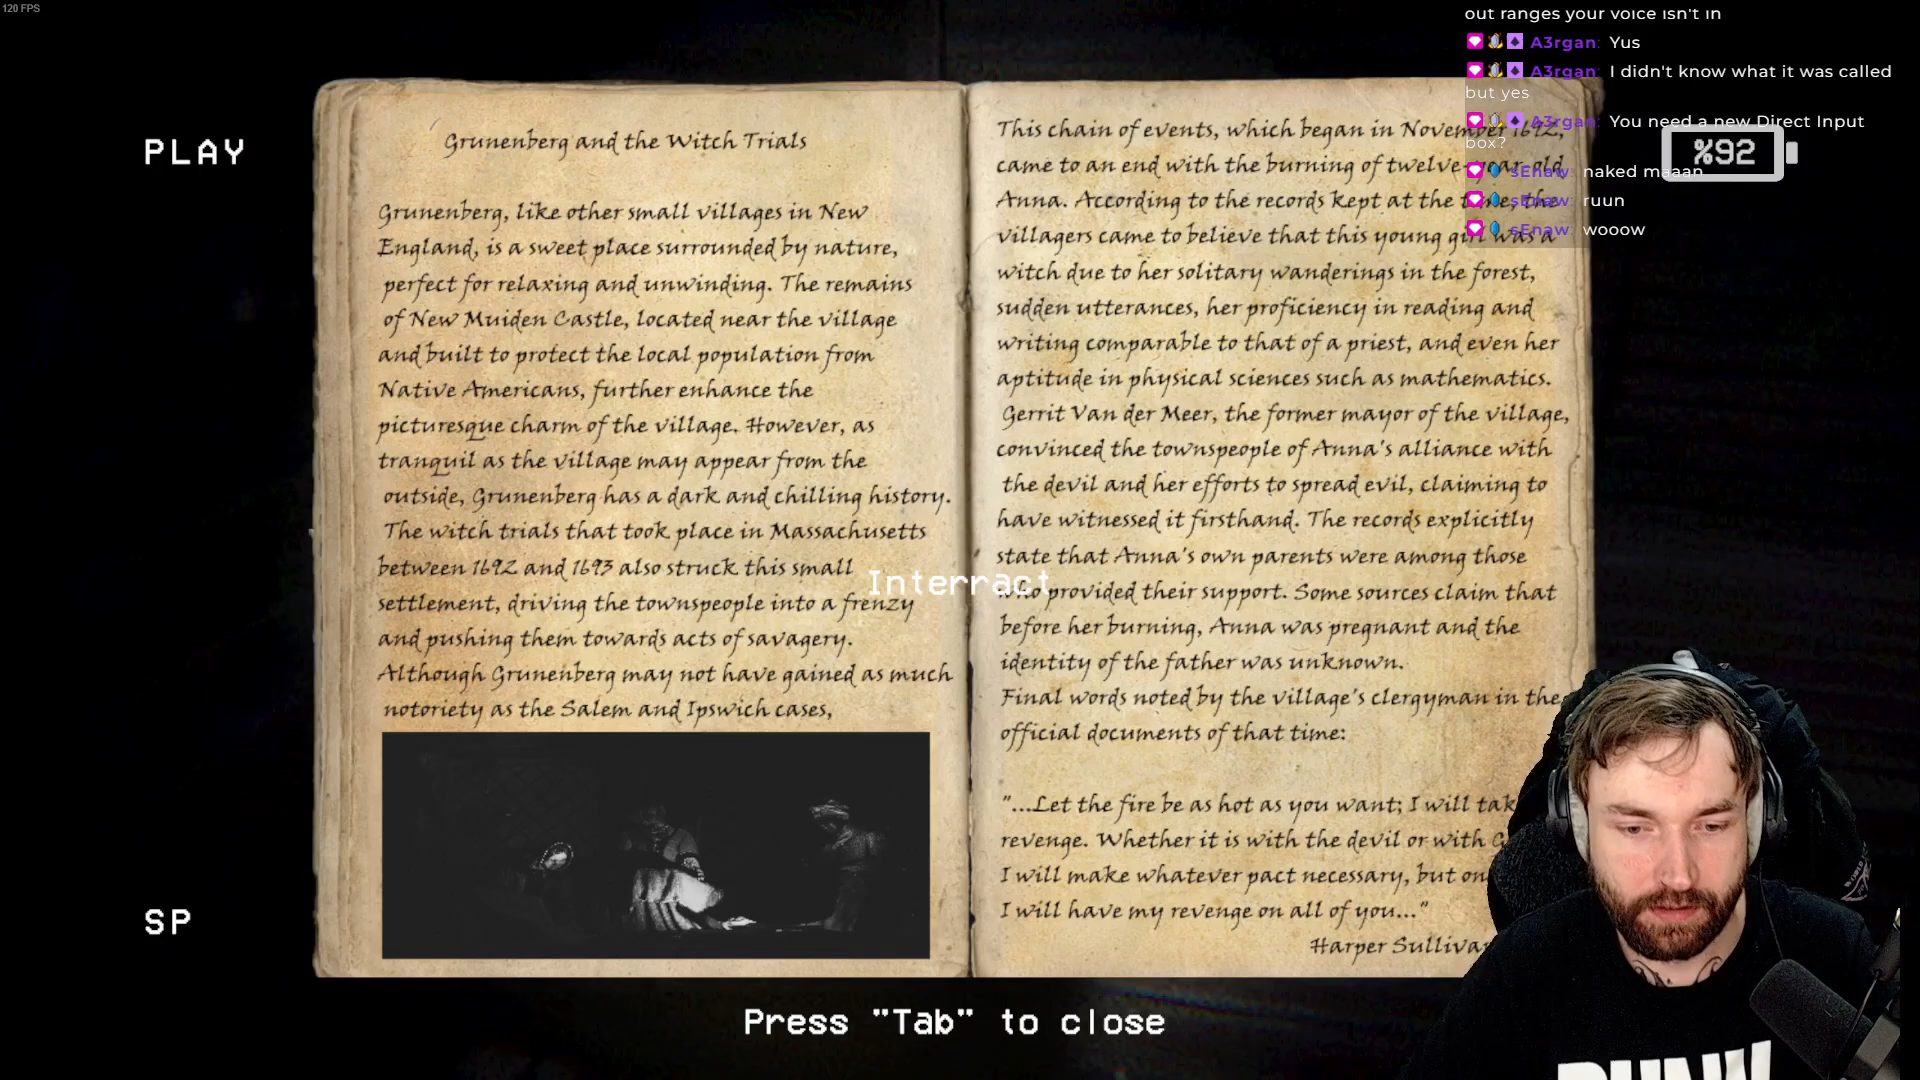 120 FPS
out ranges your voice isn't in
A3rgan: Yus
A3rgan: I didn't know what it was called
but yes
A3rgan: You need a new Direct Input
box?
sEnaw: naked maaan
sEnaw: ruun
sEnaw: wooow
PLAY
%92
Grunenberg and the Witch Trials
Grunenberg, like other small villages in New
England, is a sweet place surrounded by nature,
perfect for relaxing and unwinding. The remains
of New Muiden Castle, located near the village
and built to protect the local population from
Native Americans, further enhance the
picturesque charm of the village. However, as
tranquil as the village may appear from the
outside, Grunenberg has a dark and chilling history.
The witch trials that took place in Massachusetts
between 1692 and 1693 also struck this small
settlement, driving the townspeople into a frenzy
and pushing them towards acts of savagery.
Although Grunenberg may not have gained as much
notoriety as the Salem and Ipswich cases,
This chain of events, which began in November 1692,
came to an end with the burning of twelve-year-old
Anna. According to the records kept at the time, the
villagers came to believe that this young girl was a
witch due to her solitary wanderings in the forest,
sudden utterances, her proficiency in reading and
writing comparable to that of a priest, and even her
aptitude in physical sciences such as mathematics.
Gerrit Van der Meer, the former mayor of the village,
convinced the townspeople of Anna's alliance with
the devil and her efforts to spread evil, claiming to
have witnessed it firsthand. The records explicitly
state that Anna's own parents were among those
who provided their support. Some sources claim that
before her burning, Anna was pregnant and the
identity of the father was unknown.
Final words noted by the village's clergyman in the
official documents of that time:
"...Let the fire be as hot as you want; I will
revenge. Whether it is with the devil or with
I will make whatever pact necessary, but
I will have my revenge on all of you..."
Harper
Interract
SP
Press "Tab" to close